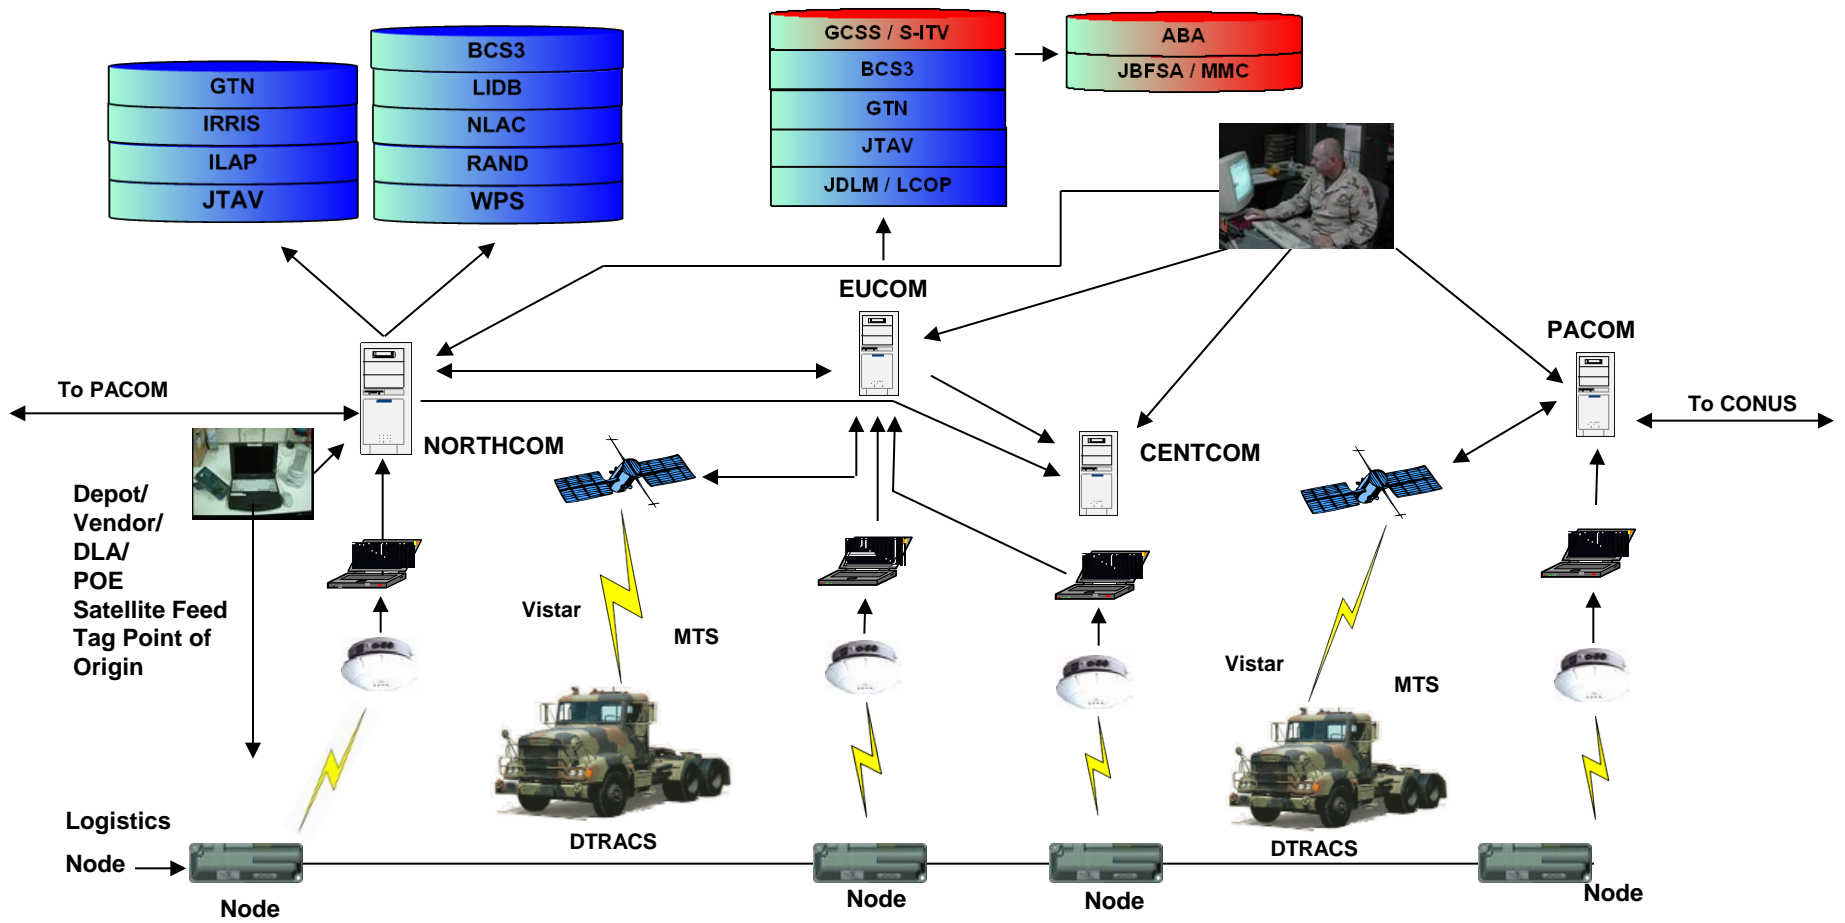 GTN
IRRIS
ILAP
JTAV
BCS3
LIDB
NLAC
RAND
WPS
GCSS / S-ITV
BCS3
GTN
JTAV
JDLM / LCOP
ABA
JBFSA / MMC
EUCOM
PACOM
To PACOM
To CONUS
NORTHCOM
CENTCOM
Depot/
Vendor/
DLA/
POE
Satellite Feed
Tag Point of
Origin
Vistar
MTS
Vistar
MTS
Logistics
Node
DTRACS
DTRACS
Node
Node
Node
Node